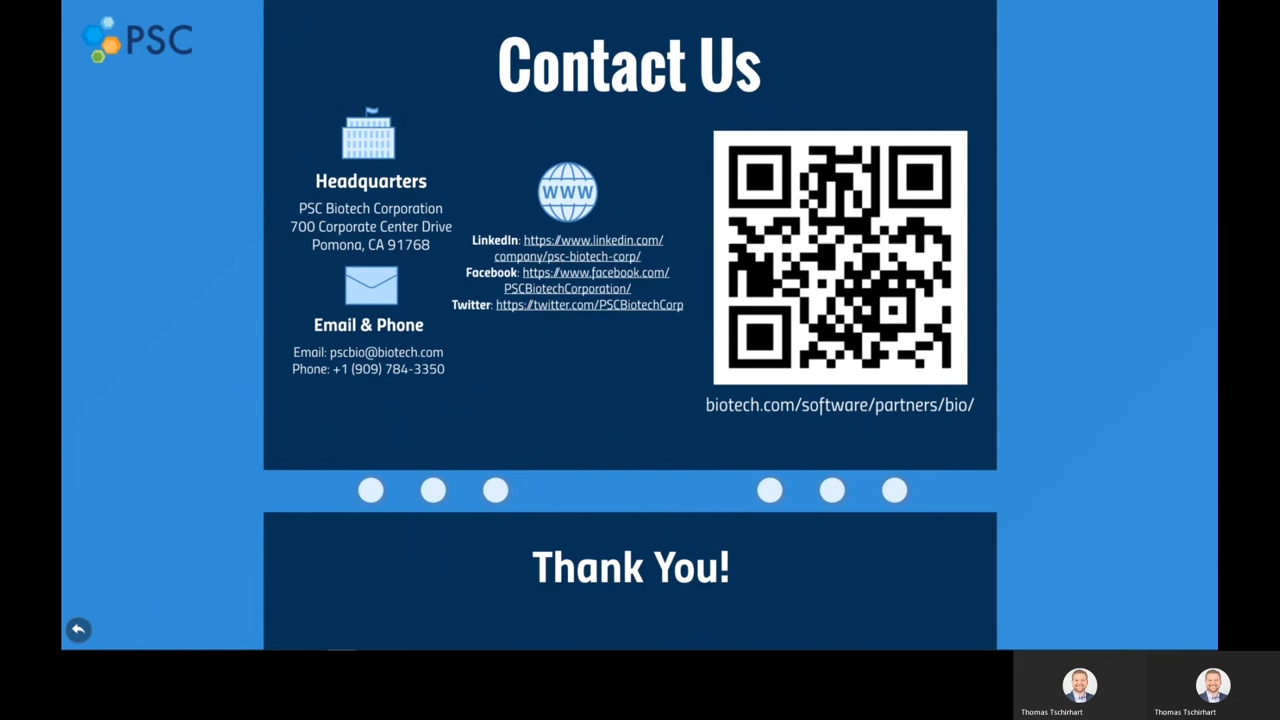 PSC
Contact Us
Headquarters
PSC Biotech Corporation
700 Corporate Center Drive
Pomona, CA 91768
Email & Phone
Email: pscbio@biotech.com
Phone: +1 (909) 784-3350
WWW
LinkedIn: https://www.linkedin.com/
company/psc-biotech-corp/
Facebook: https://www.facebook.com/
PSCBiotechCorporation/
Twitter: https://twitter.com/PSCBiotechCorp
biotech.com/software/partners/bio/
Thank You!
Thomas Tschirhart
Thomas Tschirhart